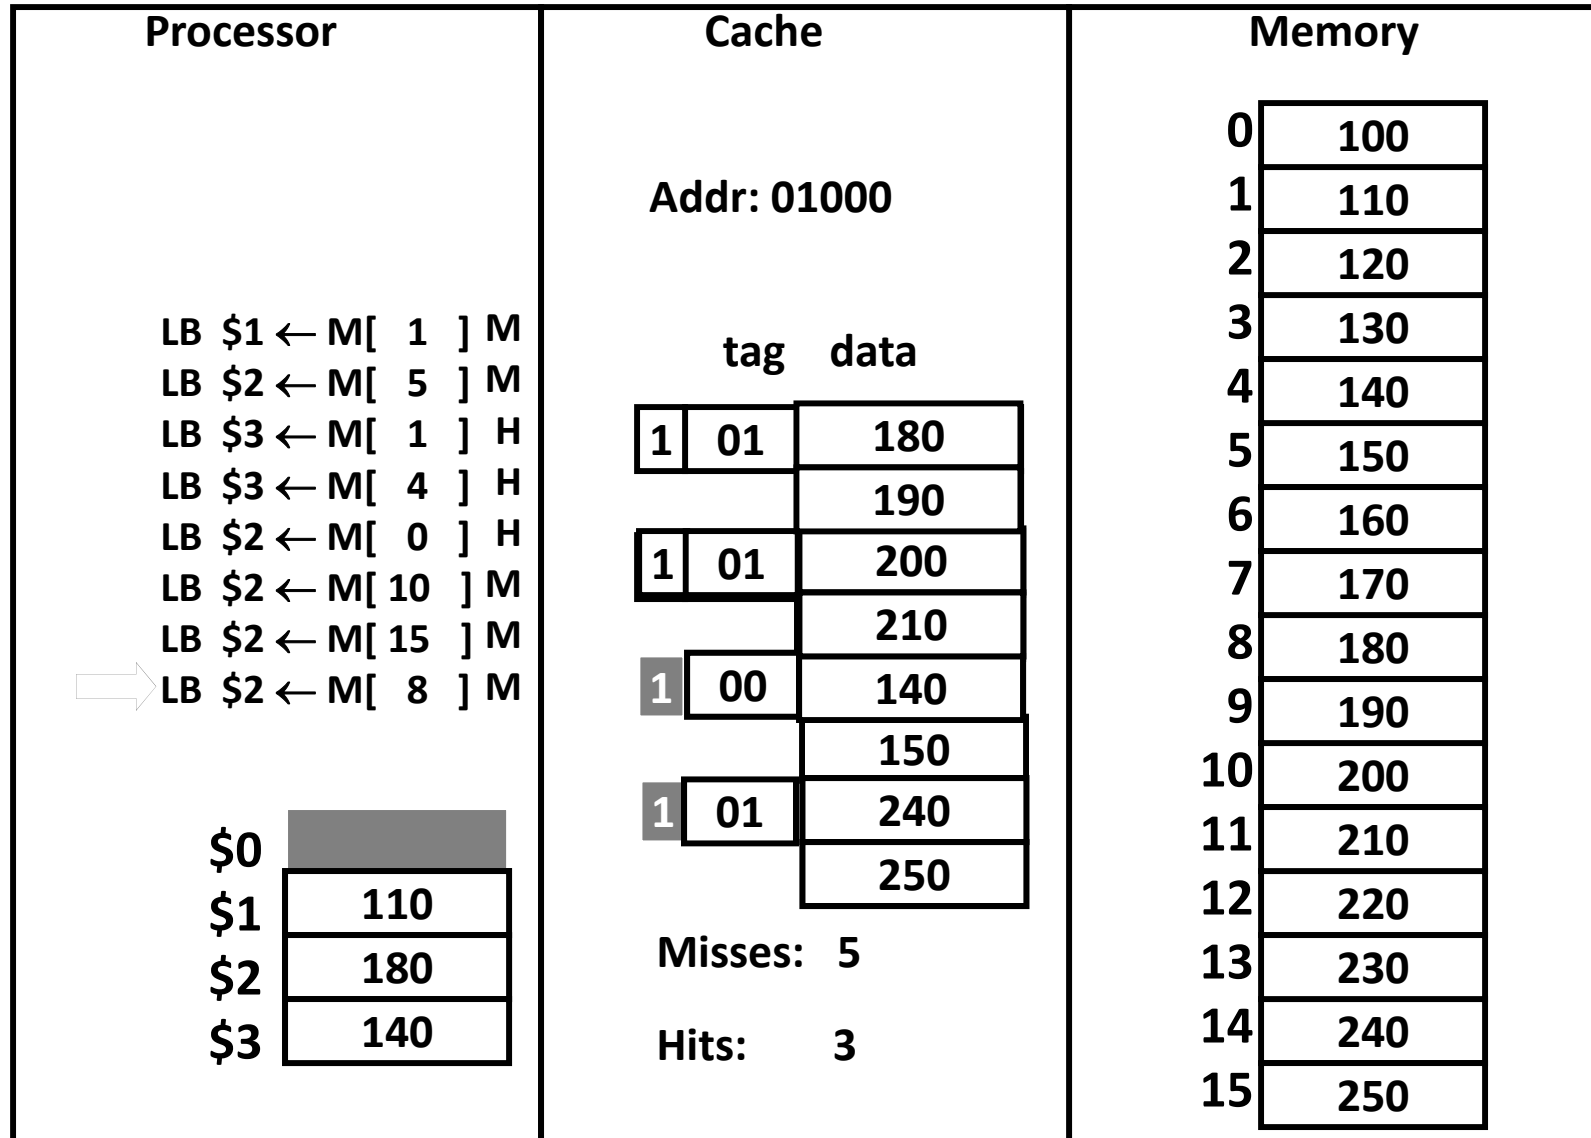 Processor
LB $1 ← M[ 1 ] M
LB $2 ← M[ 5 ] M
LB $3 ← M[ 1 ] H
LB $3 ← M[ 4 ] H
LB $2 ← M[ 0 ] H
LB $2 ← M[ 10 ] M
LB $2 ← M[ 15 ] M
LB $2 ← M[ 8 ] M
$0
$1 110
$2 180
$3 140
Cache
Addr: 01000
tag data
1 01 180
190
1 01 200
210
1 00 140
150
1 01 240
250
Misses: 5
Hits: 3
Memory
0 100
1 110
2 120
3 130
4 140
5 150
6 160
7 170
8 180
9 190
10 200
11 210
12 220
13 230
14 240
15 250